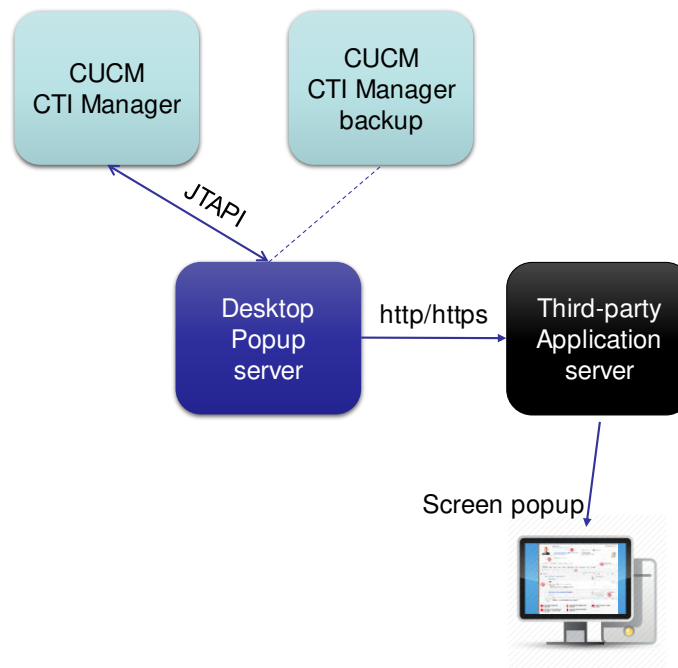 CUCM
CTI Manager
CUCM
CTI Manager
backup
JTAPI
Desktop
Popup
server
http/https
Third-party
Application
server
Screen popup